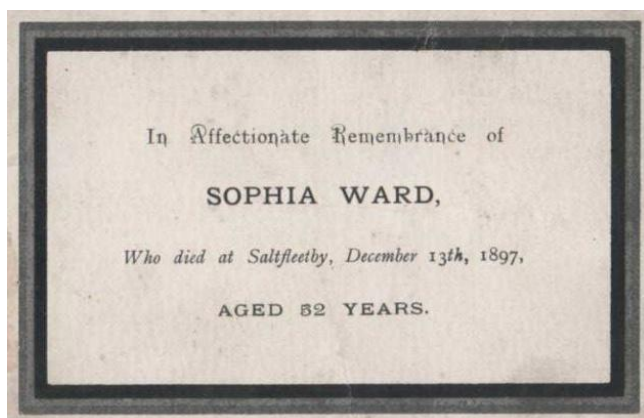 In Affectionate Remembrance of
SOPHIA WARD,
Who died at Saltfleetby, December 13th, 1897,
AGED 52 YEARS.